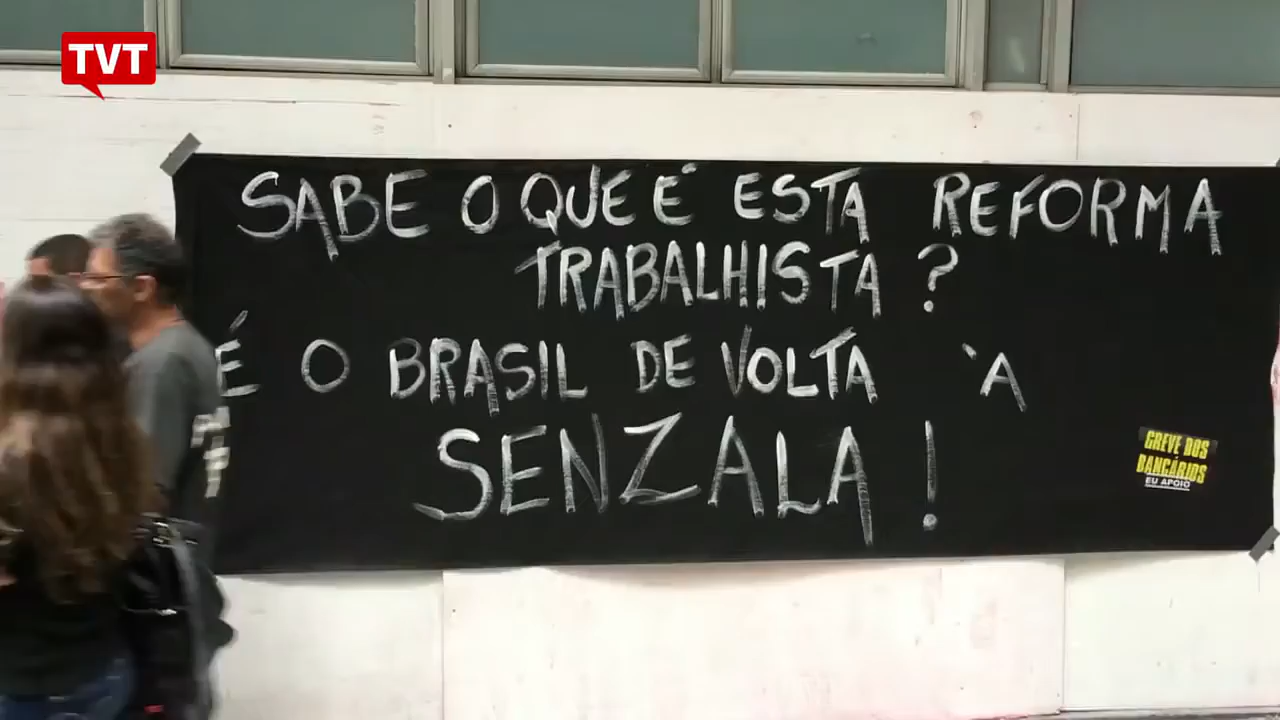 TVT
SABE O QUE É ESTA REFORMA
TRABALHISTA ?
É O BRASIL DE VOLTA À
SENZALA !
GREVE DOS
BANCÁRIOS
EU APOIO